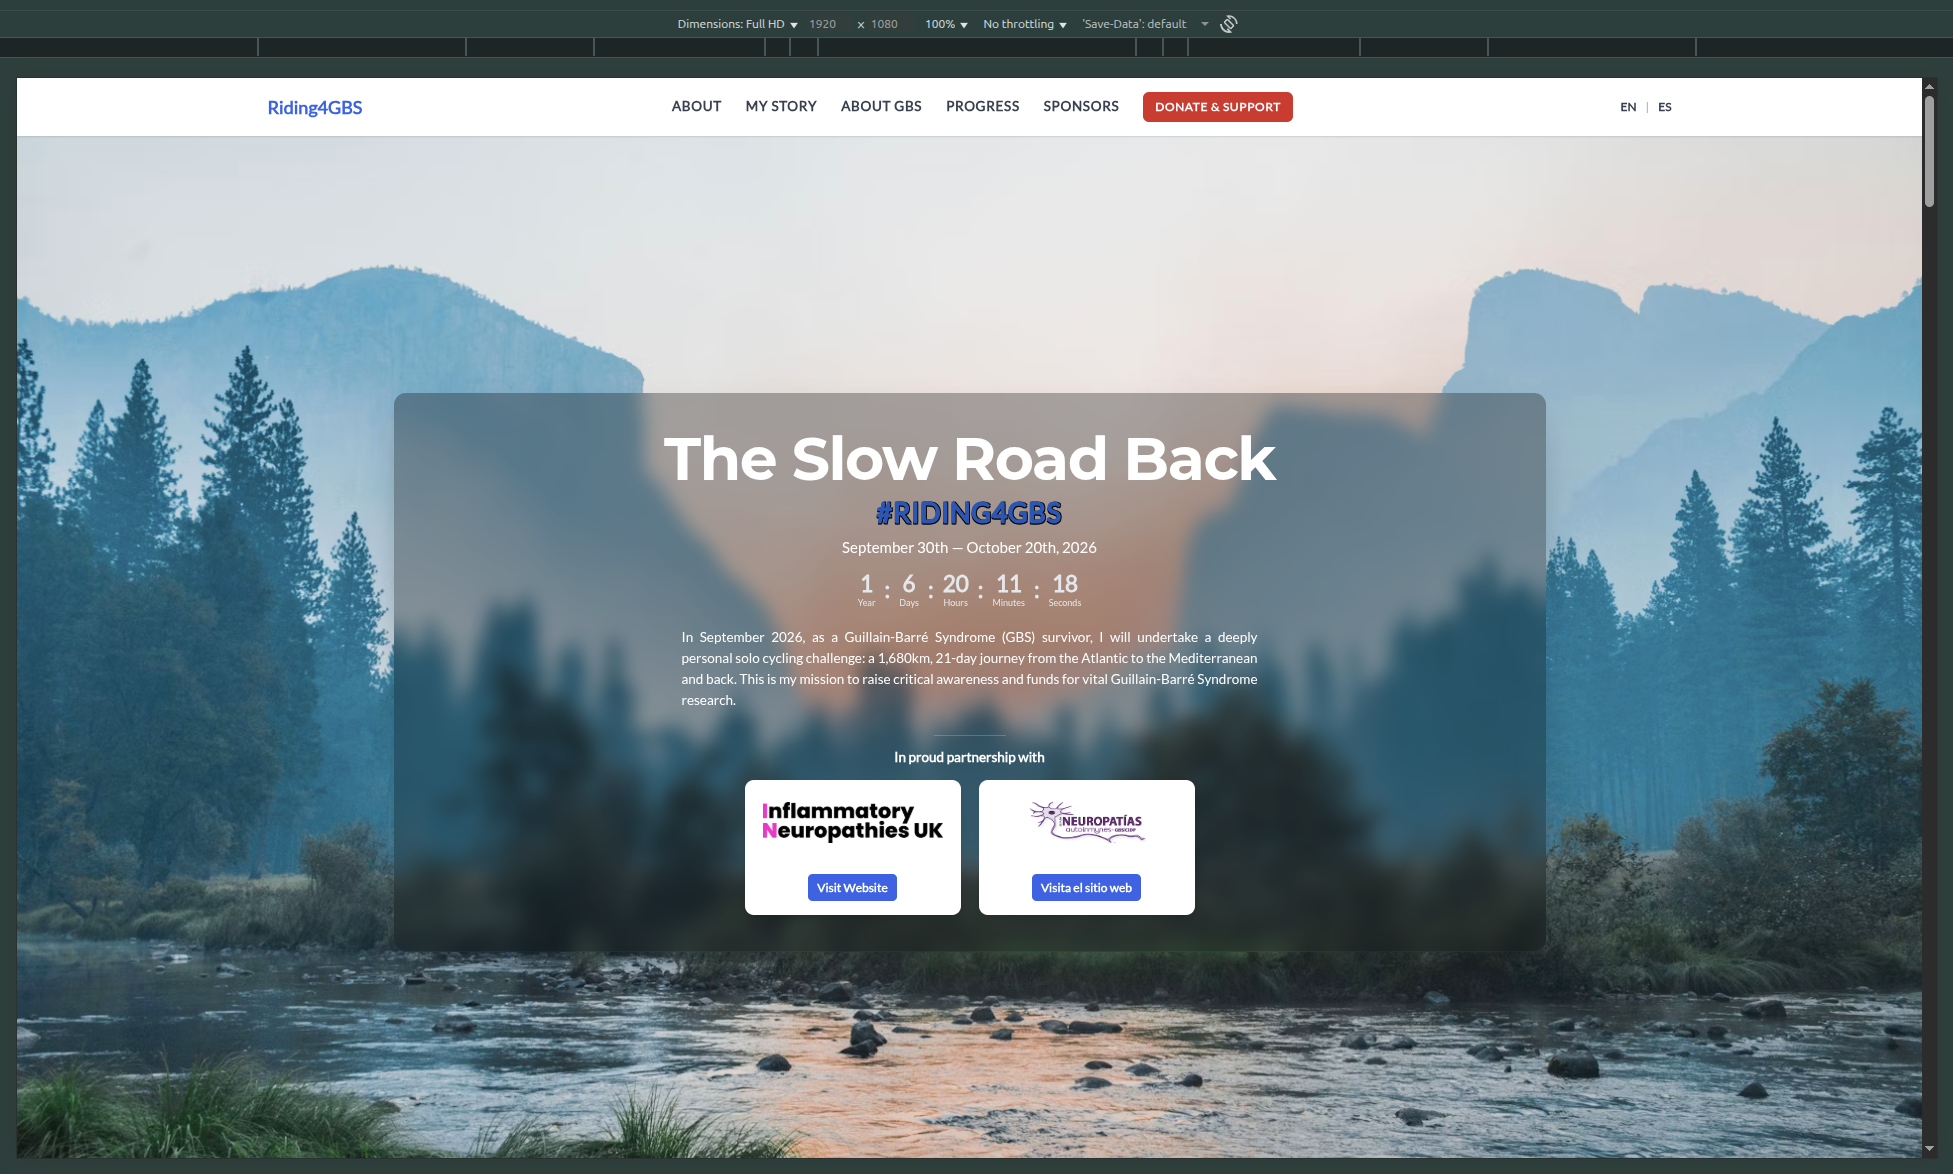 Dimensions: Full HD 1920 x 1080 100% No throttling 'Save-Data': default
Riding4GBS ABOUT MY STORY ABOUT GBS PROGRESS SPONSORS DONATE & SUPPORT EN | ES
The Slow Road Back
#RIDING4GBS
September 30th — October 20th, 2026
1 : 6 : 20 : 11 : 18
Year Days Hours Minutes Seconds
In September 2026, as a Guillain-Barré Syndrome (GBS) survivor, I will undertake a deeply
personal solo cycling challenge: a 1,680km, 21-day journey from the Atlantic to the Mediterranean
and back. This is my mission to raise critical awareness and funds for vital Guillain-Barré Syndrome
research.
In proud partnership with
Inflammatory
Neuropathies UK
Visit Website
NEUROPATÍAS
autoinmunes-GBS/CIDP
Visita el sitio web